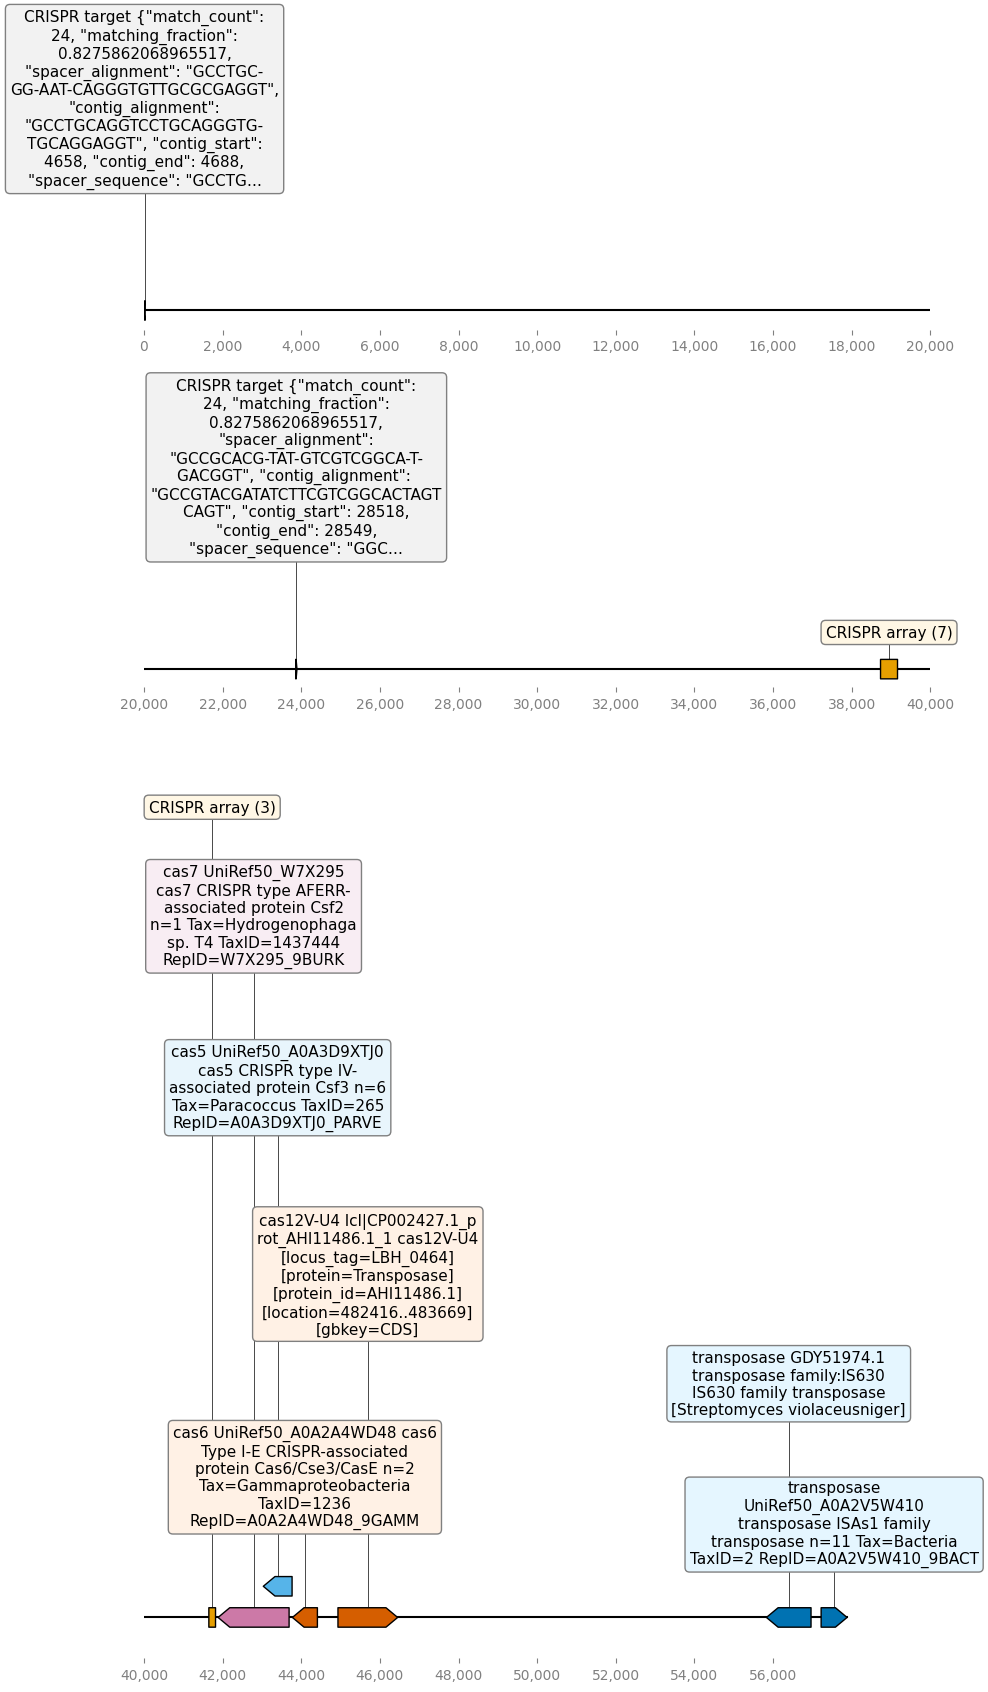 CRISPR target {"match_count":
24, "matching_fraction":
0.8275862068965517,
"spacer_alignment": "GCCTGC-
GG-AAT-CAGGGTGTTGCGCGAGGT",
"contig_alignment":
"GCCTGCAGGTCCTGCAGGGTG-
TGCAGGAGGT", "contig_start":
4658, "contig_end": 4688,
"spacer_sequence": "GCCTG...
0 2,000 4,000 6,000 8,000 10,000 12,000 14,000 16,000 18,000 20,000
CRISPR target {"match_count":
24, "matching_fraction":
0.8275862068965517,
"spacer_alignment":
"GCCGCACG-TAT-GTCGTCGGCA-T-
GACGGT", "contig_alignment":
"GCCGTACGATATCTTCGTCGGCACTAGT
CAGT", "contig_start": 28518,
"contig_end": 28549,
"spacer_sequence": "GGC...
CRISPR array (7)
20,000 22,000 24,000 26,000 28,000 30,000 32,000 34,000 36,000 38,000 40,000
CRISPR array (3)
cas7 UniRef50_W7X295
cas7 CRISPR type AFERR-
associated protein Csf2
n=1 Tax=Hydrogenophaga
sp. T4 TaxID=1437444
RepID=W7X295_9BURK
cas5 UniRef50_A0A3D9XTJ0
cas5 CRISPR type IV-
associated protein Csf3 n=6
Tax=Paracoccus TaxID=265
RepID=A0A3D9XTJ0_PARVE
cas12V-U4 lcl|CP002427.1_p
rot_AHI11486.1_1 cas12V-U4
[locus_tag=LBH_0464]
[protein=Transposase]
[protein_id=AHI11486.1]
[location=482416..483669]
[gbkey=CDS]
transposase GDY51974.1
transposase family:IS630
IS630 family transposase
[Streptomyces violaceusniger]
cas6 UniRef50_A0A2A4WD48 cas6
Type I-E CRISPR-associated
protein Cas6/Cse3/CasE n=2
Tax=Gammaproteobacteria
TaxID=1236
RepID=A0A2A4WD48_9GAMM
transposase
UniRef50_A0A2V5W410
transposase ISAs1 family
transposase n=11 Tax=Bacteria
TaxID=2 RepID=A0A2V5W410_9BACT
40,000 42,000 44,000 46,000 48,000 50,000 52,000 54,000 56,000